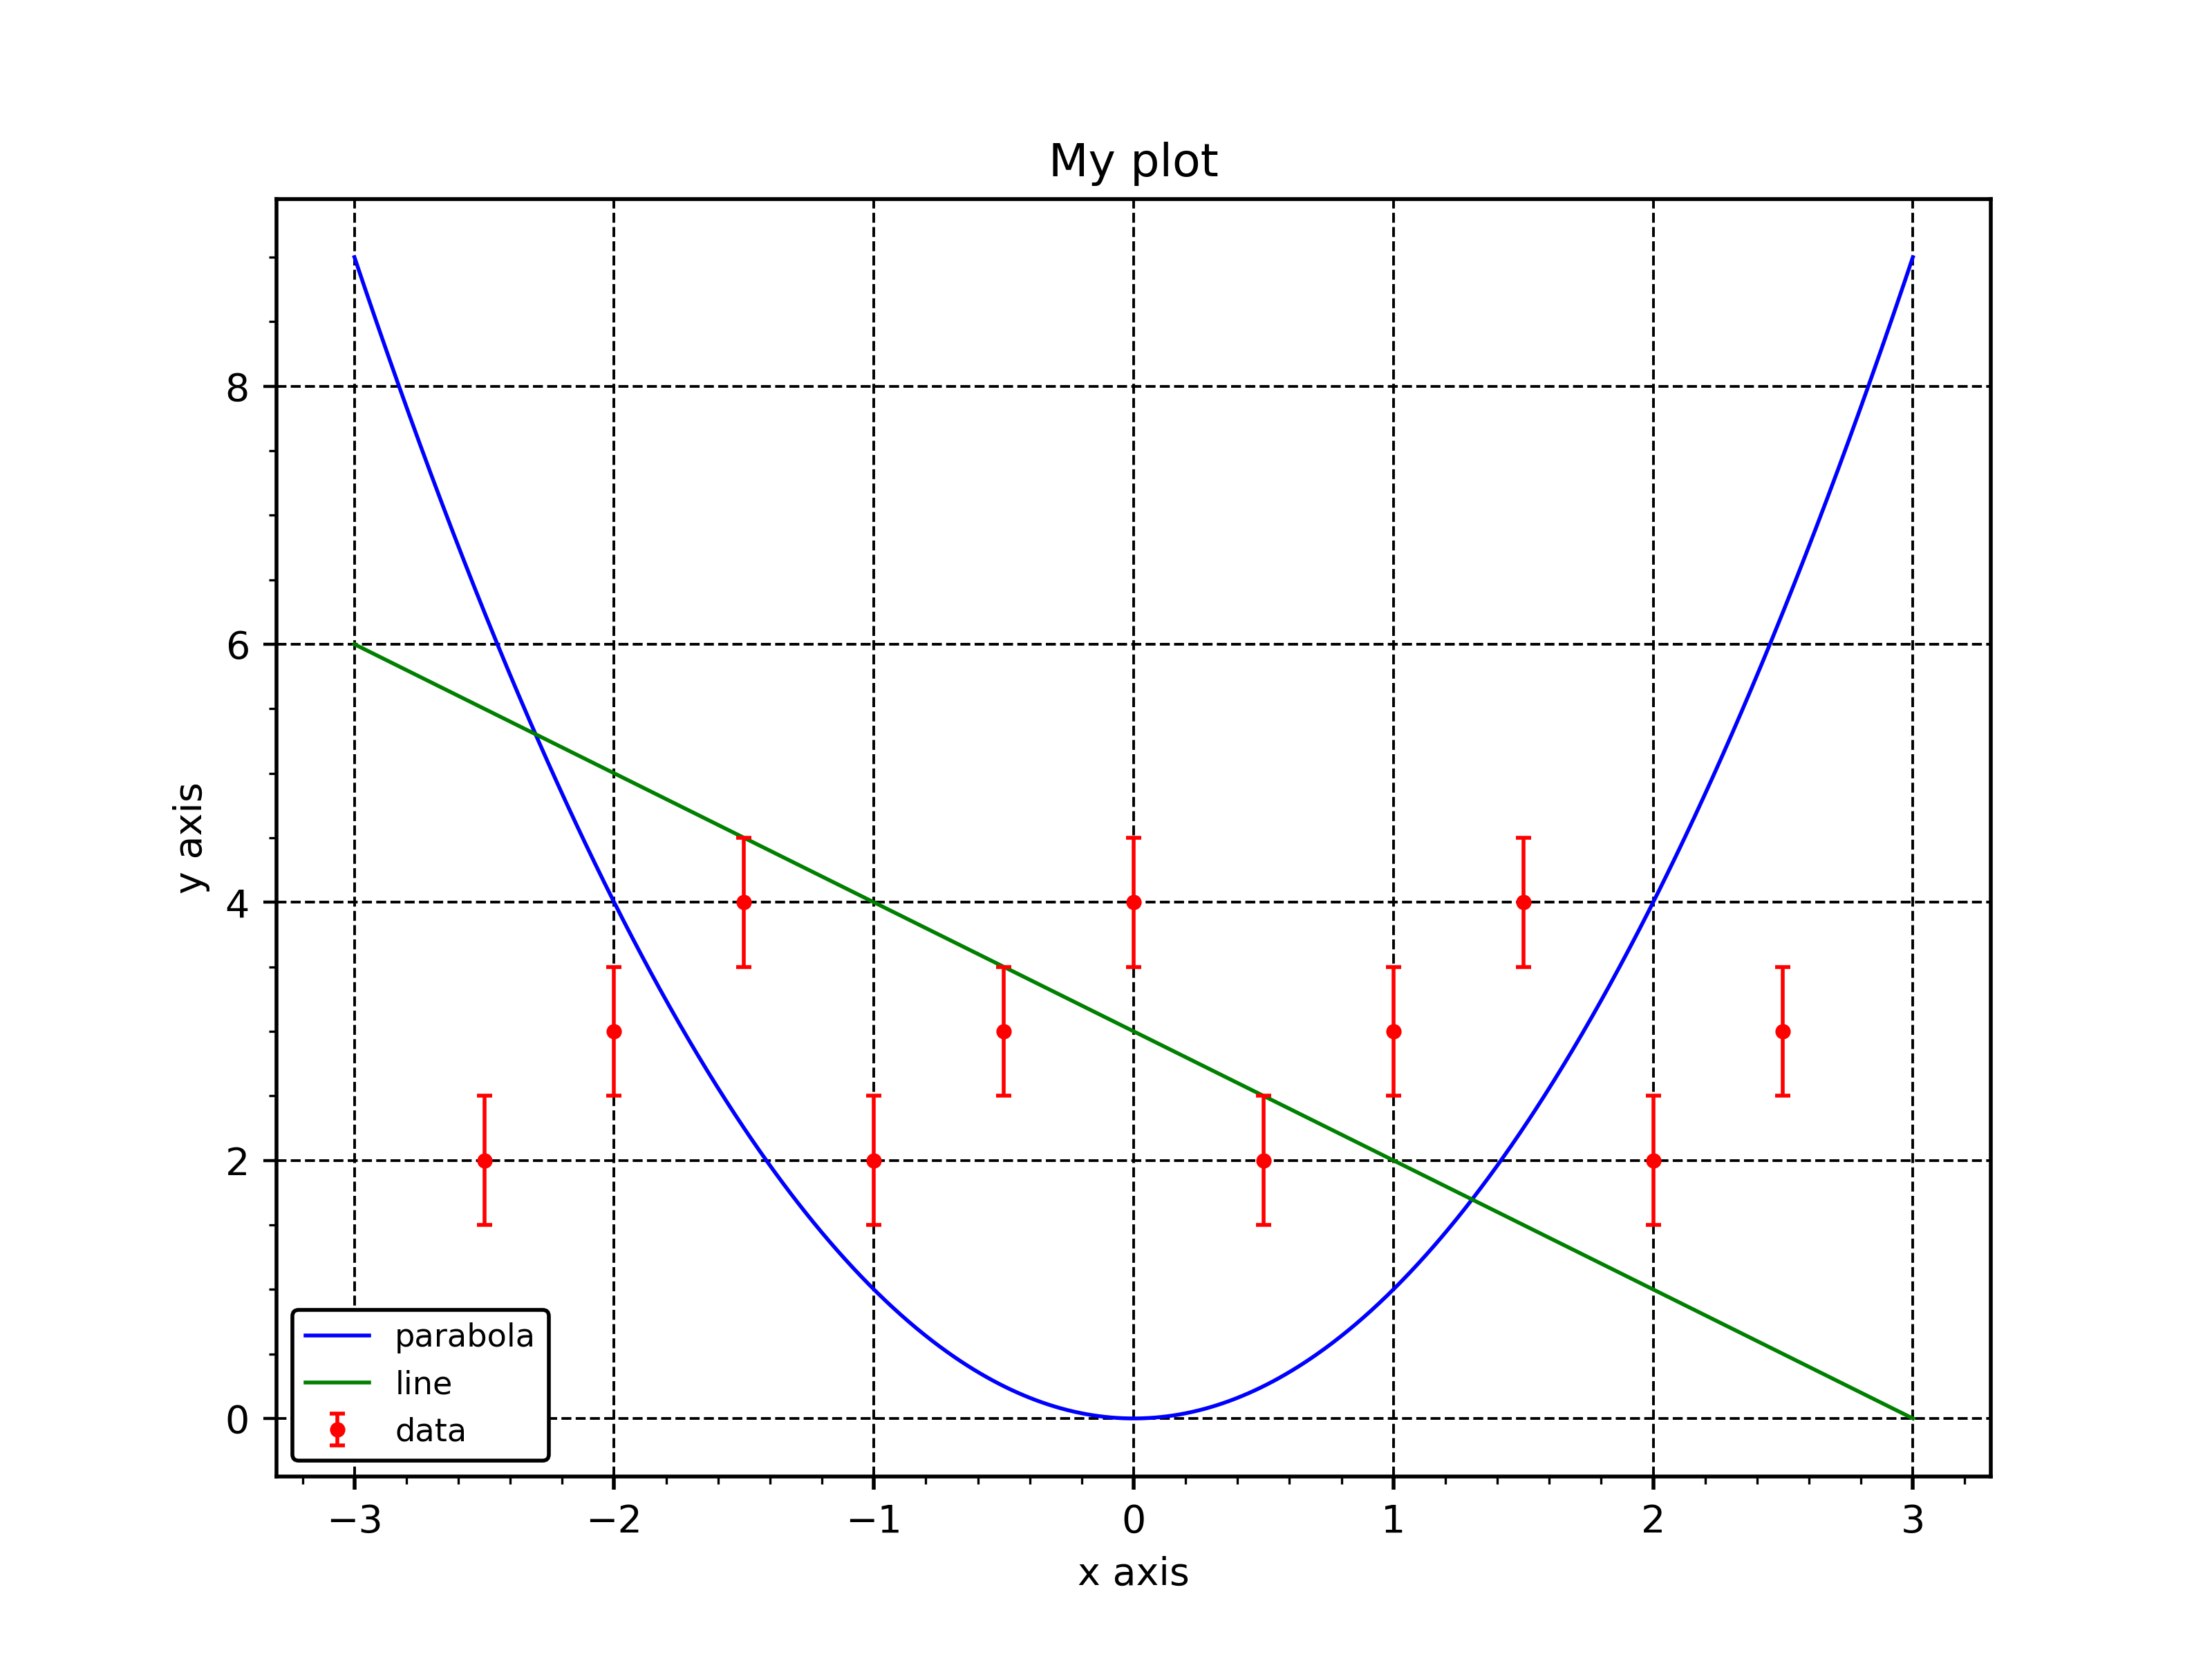 My plot
8
6
4
2
0
y axis
parabola
line
data
−3 −2 −1 0 1 2 3
x axis